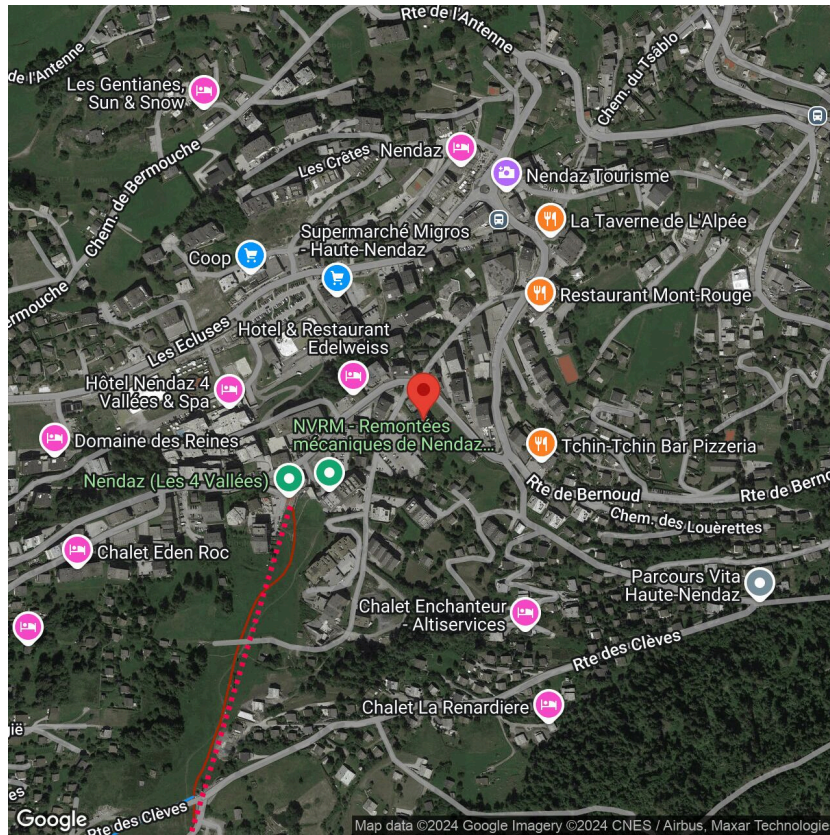 Rte de l'Antenne
de l'Antenne
Les Gentianes,
Sun & Snow
Chem. du Tsâblo
Les Crêtes
Nendaz
Nendaz Tourisme
Chem. de Bermouche
La Taverne de L'Alpée
Supermarché Migros
- Haute-Nendaz
Coop
ermouche
Restaurant Mont-Rouge
Les Ecluses
Hotel & Restaurant
Edelweiss
Hôtel Nendaz 4
Vallées & Spa
NVRM - Remontées
mécaniques de Nendaz...
Domaine des Reines
Tchin-Tchin Bar Pizzeria
Nendaz (Les 4 Vallées)
Rte de Bernoud
Rte de Berno
Chem. des Louèrettes
Chalet Eden Roc
Parcours Vita
Haute-Nendaz
Chalet Enchanteur
- Altiservices
Rte des Clèves
Chalet La Renardiere
gië
es
Rte des Clèves
Google
Map data ©2024 Google Imagery ©2024 CNES / Airbus, Maxar Technologie